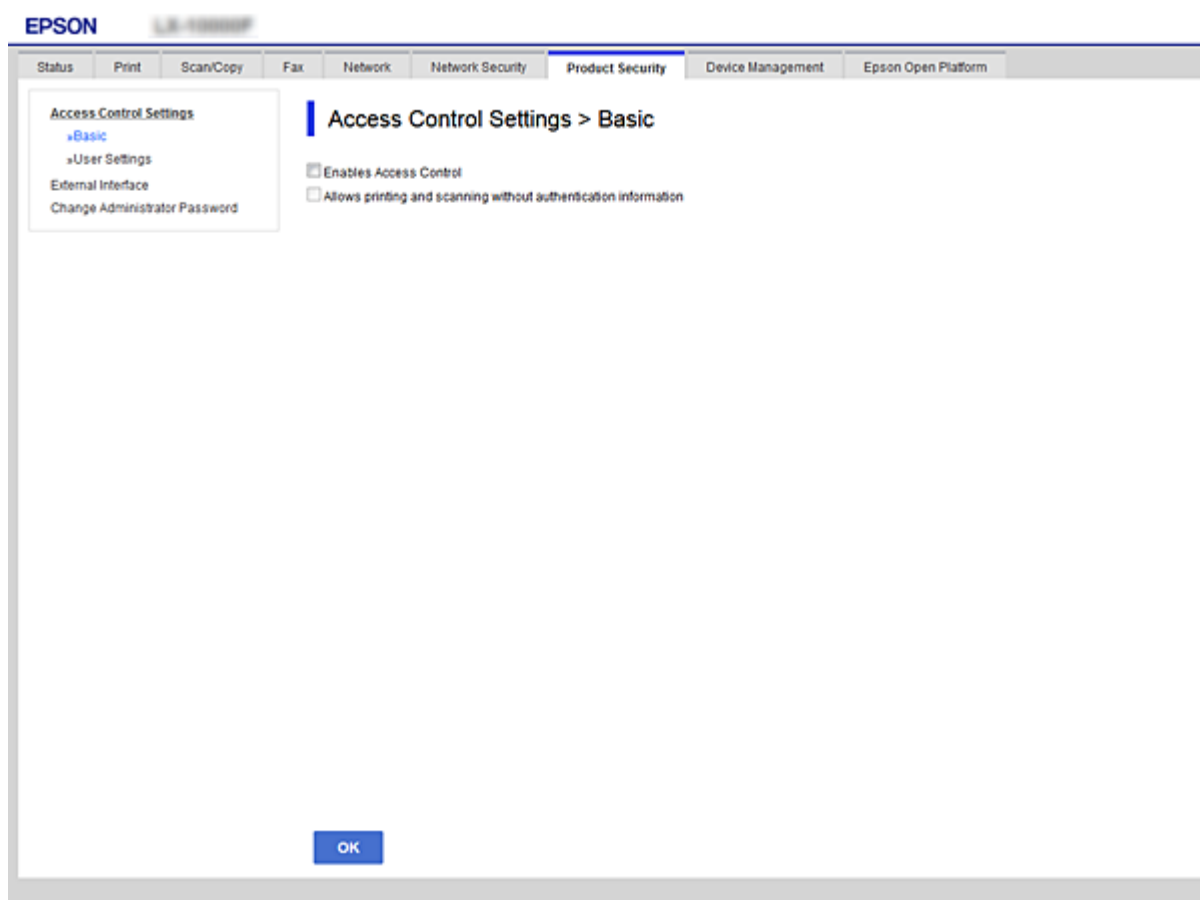 EPSON
Status Print Scan/Copy Fax Network Network Security Product Security Device Management Epson Open Platform
Access Control Settings
»Basic
»User Settings
External Interface
Change Administrator Password
Access Control Settings > Basic
Enables Access Control
Allows printing and scanning without authentication information
OK